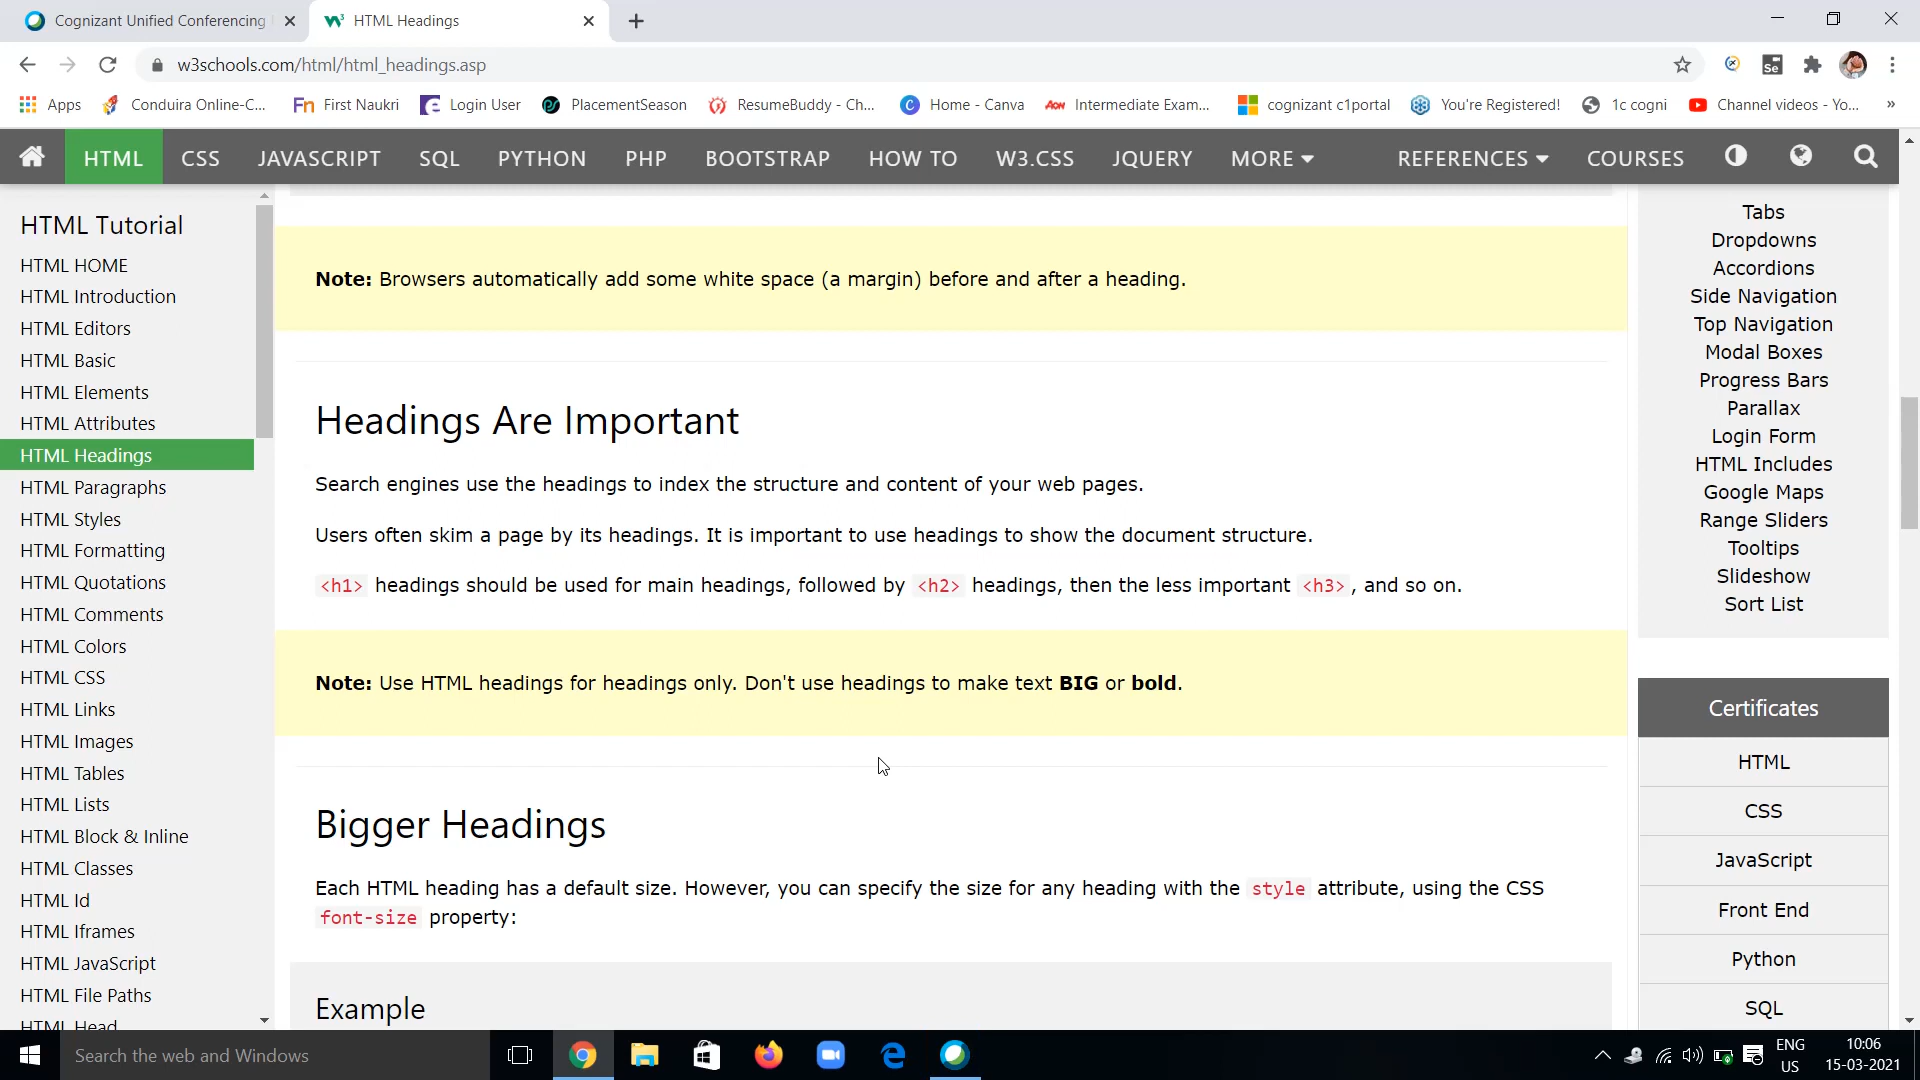 Cognizant Unified Conferencing
HTML Headings
w3schools.com/html/html_headings.asp
Apps
Conduira Online-C...
First Naukri
Login User
PlacementSeason
ResumeBuddy - Ch...
Home - Canva
Intermediate Exam...
cognizant c1portal
You're Registered!
1c cogni
Channel videos - Yo...
»
HTML
CSS
JAVASCRIPT
SQL
PYTHON
PHP
BOOTSTRAP
HOW TO
W3.CSS
JQUERY
MORE
REFERENCES
COURSES
HTML Tutorial
HTML HOME
HTML Introduction
HTML Editors
HTML Basic
HTML Elements
HTML Attributes
HTML Headings
HTML Paragraphs
HTML Styles
HTML Formatting
HTML Quotations
HTML Comments
HTML Colors
HTML CSS
HTML Links
HTML Images
HTML Tables
HTML Lists
HTML Block & Inline
HTML Classes
HTML Id
HTML Iframes
HTML JavaScript
HTML File Paths
HTML Head
Note: Browsers automatically add some white space (a margin) before and after a heading.
Headings Are Important
Search engines use the headings to index the structure and content of your web pages.
Users often skim a page by its headings. It is important to use headings to show the document structure.
<h1> headings should be used for main headings, followed by <h2> headings, then the less important <h3>, and so on.
Note: Use HTML headings for headings only. Don't use headings to make text BIG or bold.
Bigger Headings
Each HTML heading has a default size. However, you can specify the size for any heading with the style attribute, using the CSS
font-size property:
Example
Tabs
Dropdowns
Accordions
Side Navigation
Top Navigation
Modal Boxes
Progress Bars
Parallax
Login Form
HTML Includes
Google Maps
Range Sliders
Tooltips
Slideshow
Sort List
Certificates
HTML
CSS
JavaScript
Front End
Python
SQL
Search the web and Windows
ENG
US
10:06
15-03-2021